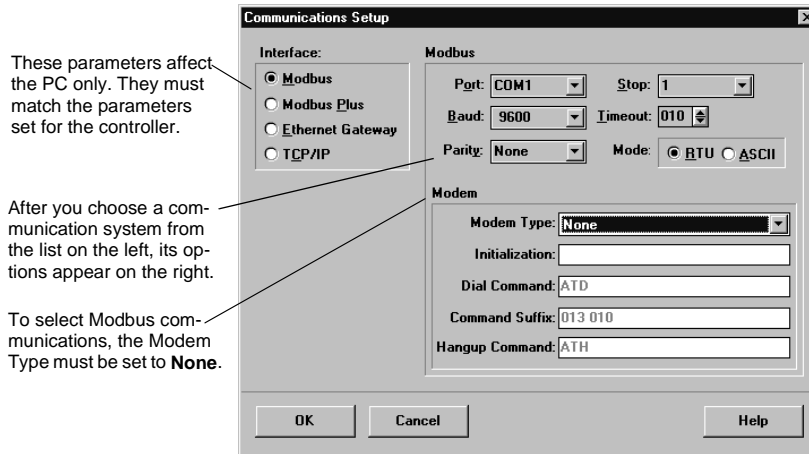 Communications Setup
These parameters affect
the PC only. They must
match the parameters
set for the controller.
After you choose a com-
munication system from
the list on the left, its op-
tions appear on the right.
To select Modbus com-
munications, the Modem
Type must be set to None.
Interface:
Modbus
Modbus Plus
Ethernet Gateway
TCP/IP
Modbus
Port: COM1 Stop: 1
Baud: 9600 Timeout: 010
Parity: None Mode: RTU ASCII
Modem
Modem Type: None
Initialization:
Dial Command: ATD
Command Suffix: 013 010
Hangup Command: ATH
OK Cancel Help